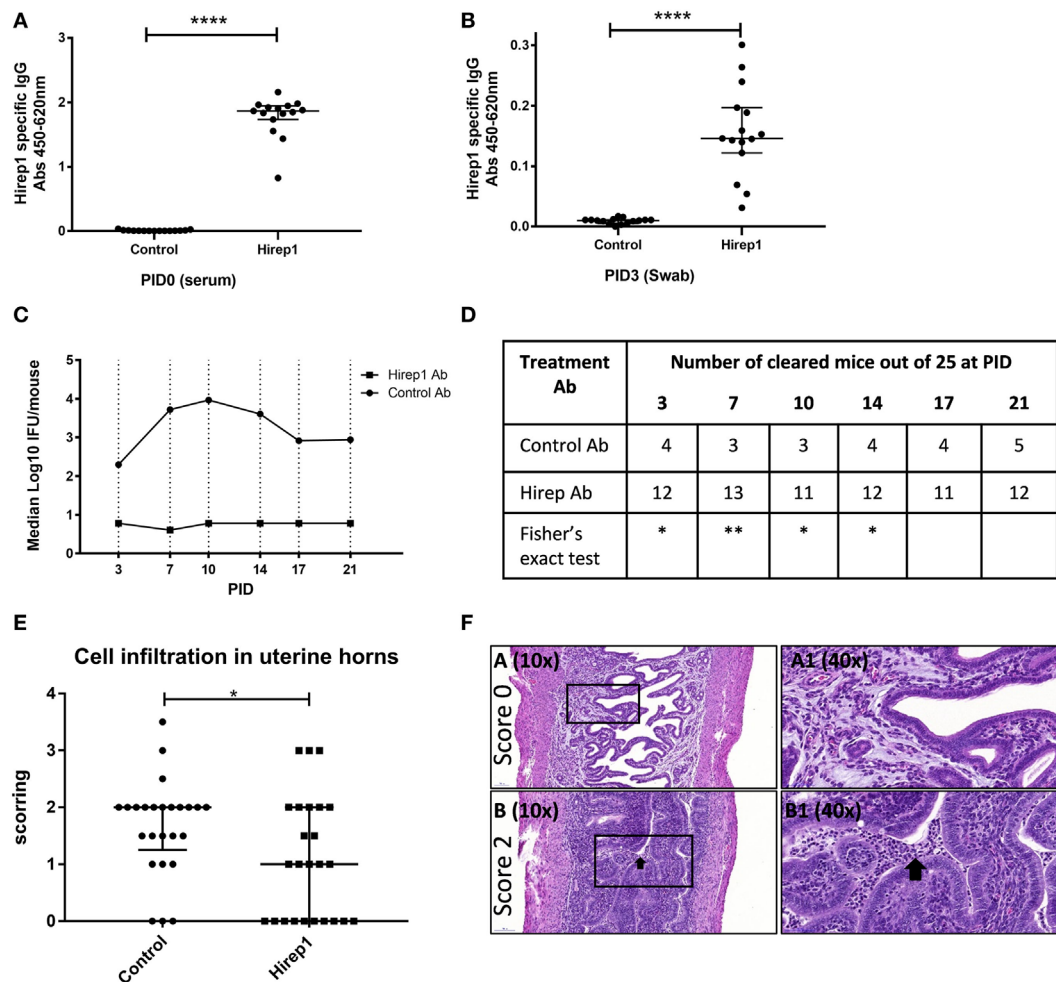 A
****
3
2
1
0
Hirep1 specific IgG
Abs 450-620nm
Control
Hirep1
PID0 (serum)
B
****
0.3
0.2
0.1
0.0
Hirep1 specific IgG
Abs 450-620nm
Control
Hirep1
PID3 (Swab)
C
5
4
3
2
1
0
Median Log10 IFU/mouse
Hirep1 Ab
Control Ab
3
7
10
14
17
21
PID
D
Treatment Ab
Number of cleared mice out of 25 at PID
3 7 10 14 17 21
Control Ab 4 3 3 4 4 5
Hirep Ab 12 13 11 12 11 12
Fisher's exact test * ** * *
E
Cell infiltration in uterine horns
*
4
3
2
1
0
scorring
Control
Hirep1
F
Score 0
A (10x)
A1 (40x)
Score 2
B (10x)
B1 (40x)